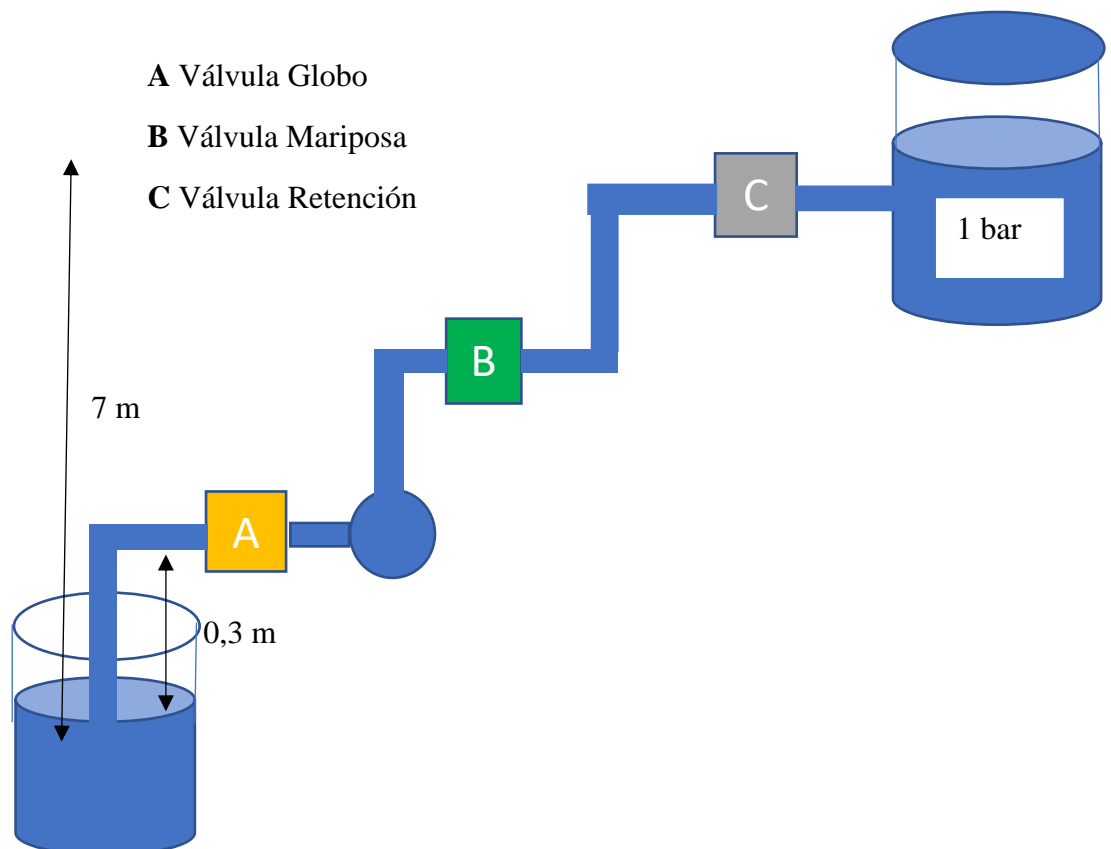 A Válvula Globo
B Válvula Mariposa
C Válvula Retención
C
1 bar
B
7 m
A
0,3 m